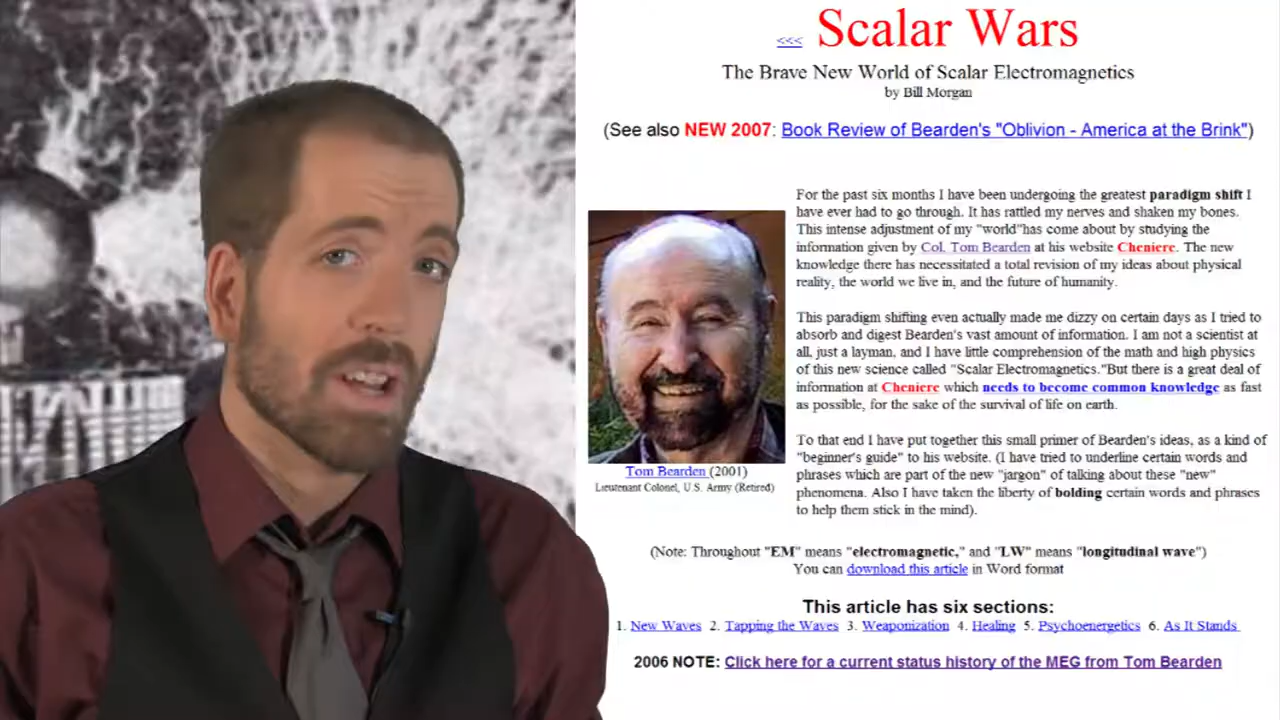 <<< Scalar Wars
The Brave New World of Scalar Electromagnetics
by Bill Morgan
(See also NEW 2007: Book Review of Bearden's "Oblivion - America at the Brink")
For the past six months I have been undergoing the greatest paradigm shift I
have ever had to go through. It has rattled my nerves and shaken my bones.
This intense adjustment of my "world"has come about by studying the
information given by Col. Tom Bearden at his website Cheniere. The new
knowledge there has necessitated a total revision of my ideas about physical
reality, the world we live in, and the future of humanity.
This paradigm shifting even actually made me dizzy on certain days as I tried to
absorb and digest Bearden's vast amount of information. I am not a scientist at
all, just a layman, and I have little comprehension of the math and high physics
of this new science called "Scalar Electromagnetics."But there is a great deal of
information at Cheniere which needs to become common knowledge as fast
as possible, for the sake of the survival of life on earth.
To that end I have put together this small primer of Bearden's ideas, as a kind of
"beginner's guide" to his website. (I have tried to underline certain words and
phrases which are part of the new "jargon" of talking about these "new"
phenomena. Also I have taken the liberty of bolding certain words and phrases
to help them stick in the mind).
Tom Bearden (2001)
Lieutenant Colonel, U.S. Army (Retired)
(Note: Throughout "EM" means "electromagnetic," and "LW" means "longitudinal wave")
You can download this article in Word format
This article has six sections:
1. New Waves 2. Tapping the Waves 3. Weaponization 4. Healing 5. Psychoenergetics 6. As It Stands
2006 NOTE: Click here for a current status history of the MEG from Tom Bearden